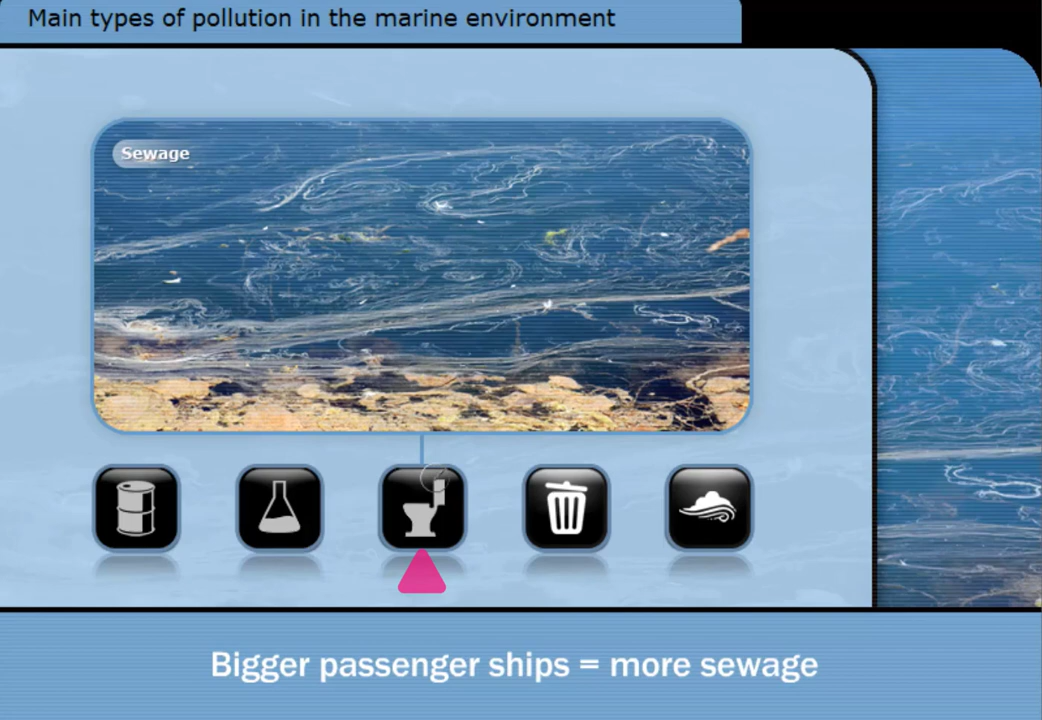 Main types of pollution in the marine environment
Sewage
Bigger passenger ships = more sewage